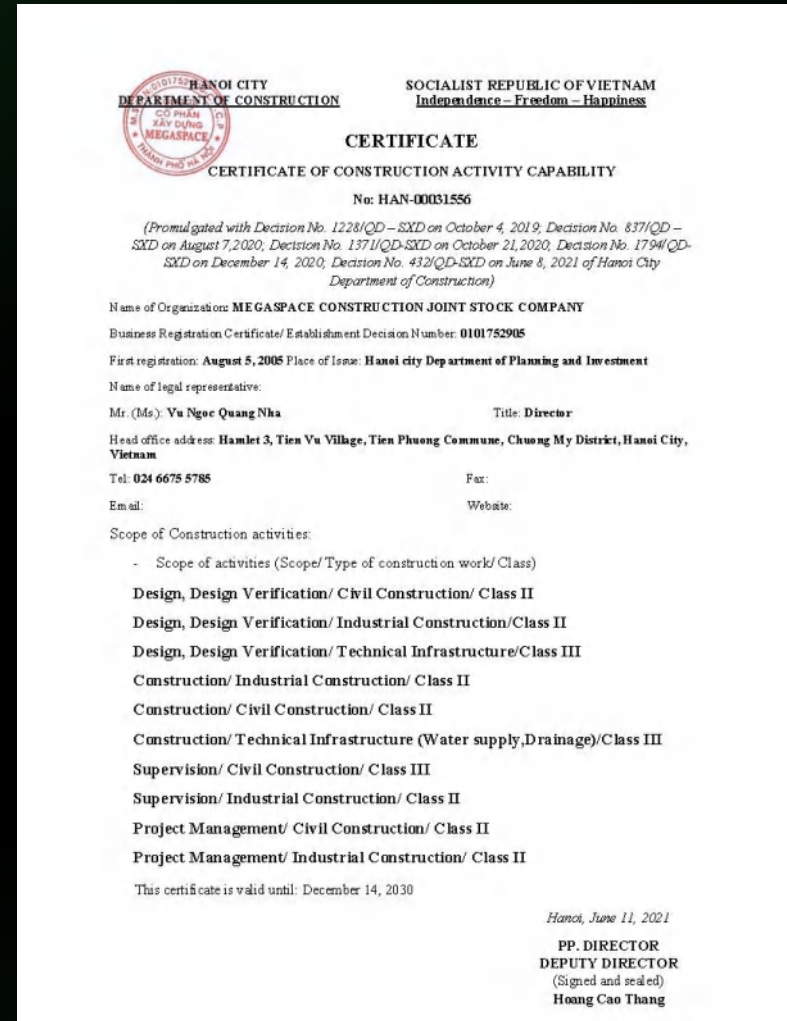 HANOI CITY
DEPARTMENT OF CONSTRUCTION
SOCIALIST REPUBLIC OF VIETNAM
Independence – Freedom – Happiness
CỔ PHẦN
XÂY DỰNG
MEGASPACE
THÀNH PHỐ HÀ NỘI
CERTIFICATE
CERTIFICATE OF CONSTRUCTION ACTIVITY CAPABILITY
No: HAN-00031556
(Promulgated with Decision No. 1228/QD – SXD on October 4, 2019; Decision No. 837/QD –
SXD on August 7,2020; Decision No. 1371/QD-SXD on October 21,2020; Decision No. 1794/QD-
SXD on December 14, 2020; Decision No. 432/QD-SXD on June 8, 2021 of Hanoi City
Department of Construction)
Name of Organization: MEGASPACE CONSTRUCTION JOINT STOCK COMPANY
Business Registration Certificate/ Establishment Decision Number: 0101752905
First registration: August 5, 2005 Place of Issue: Hanoi city Department of Planning and Investment
Name of legal representative:
Mr. (Ms.): Vu Ngoc Quang Nha Title: Director
Head office address: Hamlet 3, Tien Vu Village, Tien Phuong Commune, Chuong My District, Hanoi City,
Vietnam
Tel: 024 6675 5785 Fax:
Email: Website:
Scope of Construction activities:
- Scope of activities (Scope/ Type of construction work/ Class)
Design, Design Verification/ Civil Construction/ Class II
Design, Design Verification/ Industrial Construction/Class II
Design, Design Verification/ Technical Infrastructure/Class III
Construction/ Industrial Construction/ Class II
Construction/ Civil Construction/ Class II
Construction/ Technical Infrastructure (Water supply,Drainage)/Class III
Supervision/ Civil Construction/ Class III
Supervision/ Industrial Construction/ Class II
Project Management/ Civil Construction/ Class II
Project Management/ Industrial Construction/ Class II
This certificate is valid until: December 14, 2030
Hanoi, June 11, 2021
PP. DIRECTOR
DEPUTY DIRECTOR
(Signed and sealed)
Hoang Cao Thang